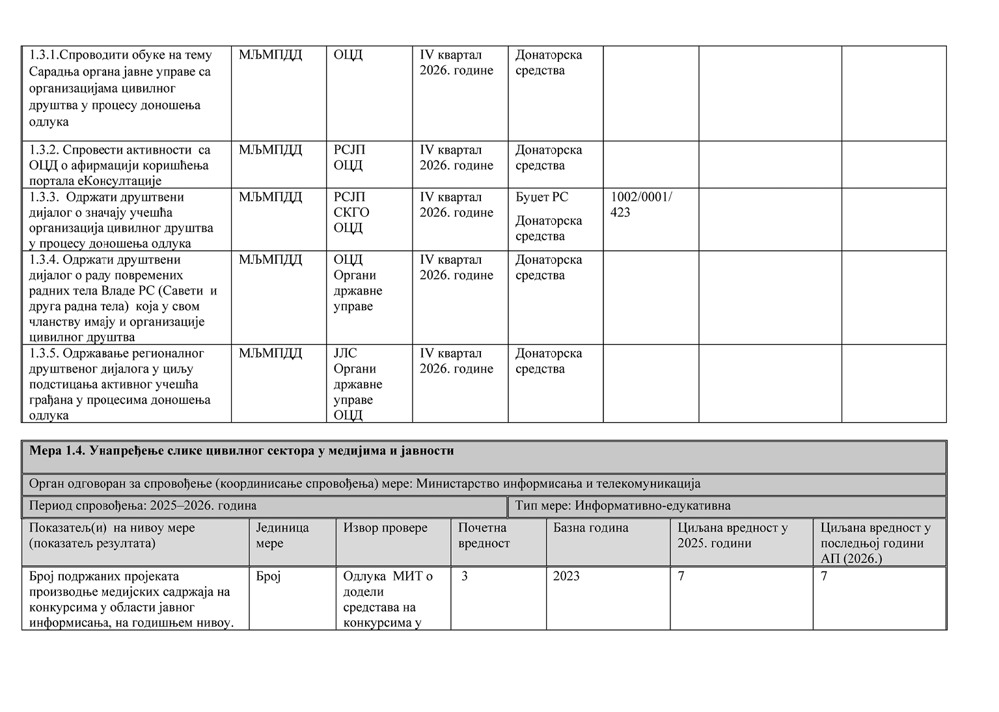 1.3.1.Спроводити обуке на тему
Сарадња органа јавне управе са
организацијама цивилног
друштва у процесу доношења
одлука
МЉМПДД
ОЦД
IV квартал
2026. године
Донаторска
средства
1.3.2. Спровести активности  са
ОЦД о афирмацији коришћења
портала еКонсултације
МЉМПДД
РСЈП
ОЦД
IV квартал
2026. године
Донаторска
средства
1.3.3.  Одржати друштвени
дијалог о значају учешћа
организација цивилног друштва
у процесу доношења одлука
МЉМПДД
РСЈП
СКГО
ОЦД
IV квартал
2026. године
Буџет РС
Донаторска
средства
1002/0001/
423
1.3.4. Одржати друштвени
дијалог о раду повремених
радних тела Владе РС (Савети  и
друга радна тела)  која у свом
чланству имају и организације
цивилног друштва
МЉМПДД
ОЦД
Органи
државне
управе
IV квартал
2026. године
Донаторска
средства
1.3.5. Одржавање регионалног
друштвеног дијалога у циљу
подстицања активног учешћа
грађана у процесима доношења
одлука
МЉМПДД
ЈЛС
Органи
државне
управе
ОЦД
IV квартал
2026. године
Донаторска
средства
Мера 1.4. Унапређење слике цивилног сектора у медијима и јавности
Орган одговоран за спровођење (координисање спровођења) мере: Министарство информисања и телекомуникација
Период спровођења: 2025–2026. година
Тип мере: Информативно-едукативна
Показатељ(и)  на нивоу мере
(показатељ резултата)
Јединица
мере
Извор провере
Почетна
вредност
Базна година
Циљана вредност у
2025. години
Циљана вредност у
последњој години
АП (2026.)
Број подржаних пројеката
производње медијских садржаја на
конкурсима у области јавног
информисања, на годишњем нивоу.
Број
Одлука  МИТ о
додели
средстава на
конкурсима у
3
2023
7
7